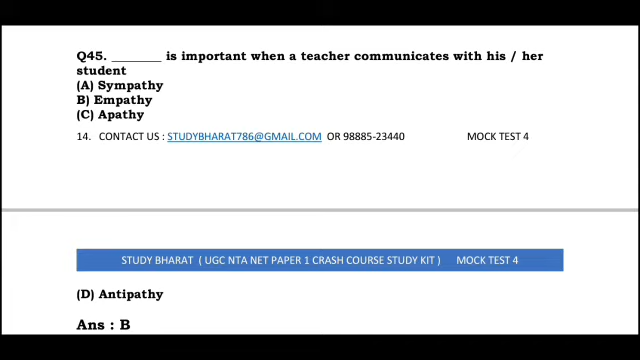 Q45. ________ is important when a teacher communicates with his / her
student
(A) Sympathy
B) Empathy
(C) Apathy
14. CONTACT US : STUDYBHARAT786@GMAIL.COM OR 98885-23440 MOCK TEST 4
STUDY BHARAT ( UGC NTA NET PAPER 1 CRASH COURSE STUDY KIT ) MOCK TEST 4
(D) Antipathy
Ans : B